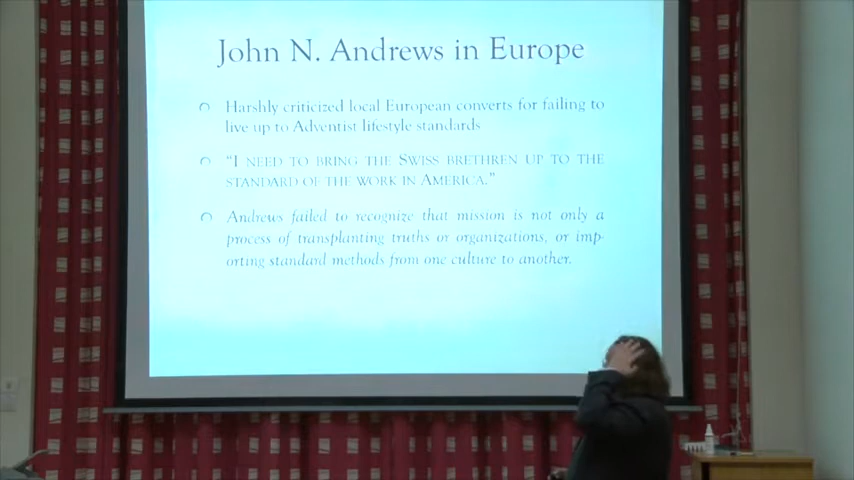 John N. Andrews in Europe
Harshly criticized local European converts for failing to
live up to Adventist lifestyle standards
"I NEED TO BRING THE SWISS BRETHREN UP TO THE
STANDARD OF THE WORK IN AMERICA."
Andrews failed to recognize that mission is not only a
process of transplanting truths or organizations, or imp-
orting standard methods from one culture to another.